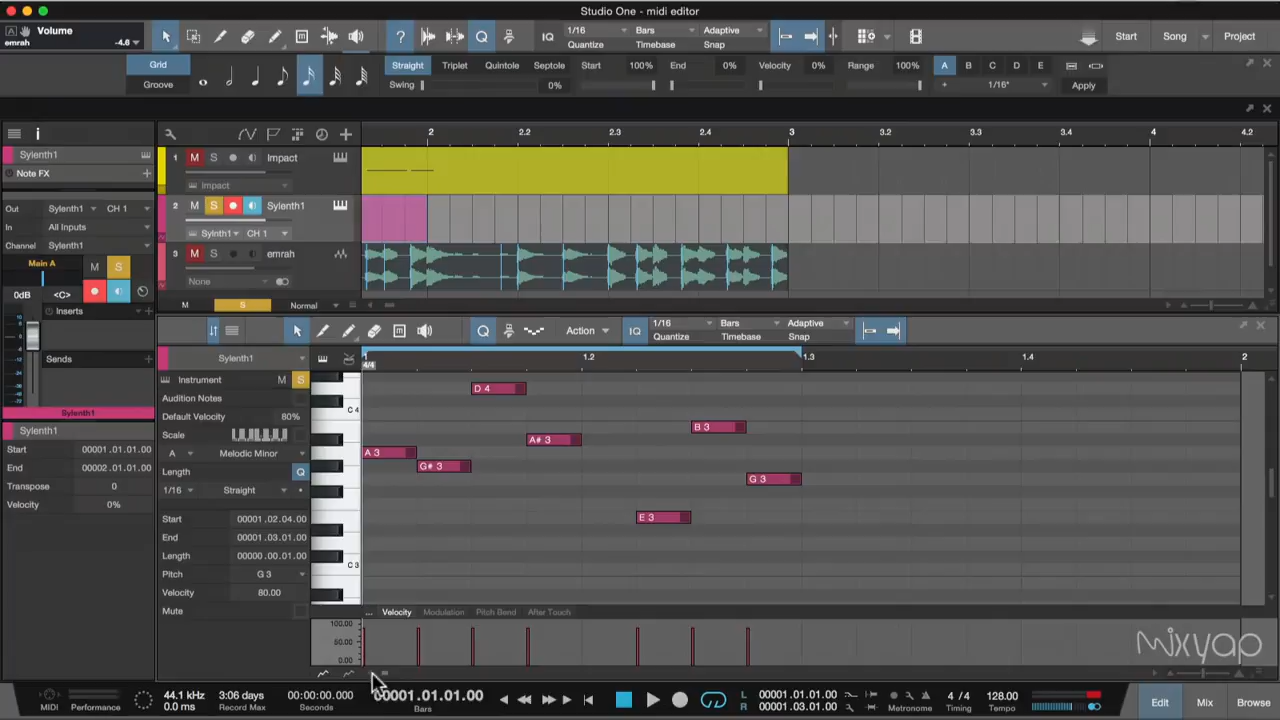 Studio One - midi editor
Volume
emrah -4.6
? Q IQ 1/16 Bars Adaptive Start Song Project
Quantize Timebase Snap
Grid Straight Triplet Quintole Septole Start 100% End 0% Velocity 0% Range 100% A B C D E
Groove Swing 0% 1/16* Apply
2 2.2 2.3 2.4 3 3.2 3.3 3.4 4 4.2
Sylenth1
Note FX
Out Sylenth1 CH 1
In All Inputs
Channel Sylenth1
Main A M S
0dB <C>
Inserts
Sends
Sylenth1
Sylenth1
Start 00001.01.01.00
End 00002.01.01.00
Transpose 0
Velocity 0%
1 M S Impact
Impact
2 M S Sylenth1
Sylnth1 CH 1
3 M S emrah
None
M S Normal
Action IQ 1/16 Bars Adaptive
Quantize Timebase Snap
Sylenth1
Instrument M S
Audition Notes
Default Velocity 80%
Scale
A Melodic Minor
Length Q
1/16 Straight
Start 00001.02.04.00
End 00001.03.01.00
Length 00000.00.01.00
Pitch G 3
Velocity 80.00
Mute
1 1.2 1.3 1.4 2
4/4
C 4
C 3
D 4
B 3
A# 3
A 3
G# 3
G 3
E 3
... Velocity Modulation Pitch Bend After Touch
100.00
50.00
0.00
mixyap
MIDI Performance
44.1 kHz
0.0 ms
3:06 days
Record Max
00:00:00.000
Seconds
00001.01.01.00
Bars
L 00001.01.01.00
R 00001.03.01.00
Metronome
4 / 4
Timing
128.00
Tempo
Edit Mix Browse